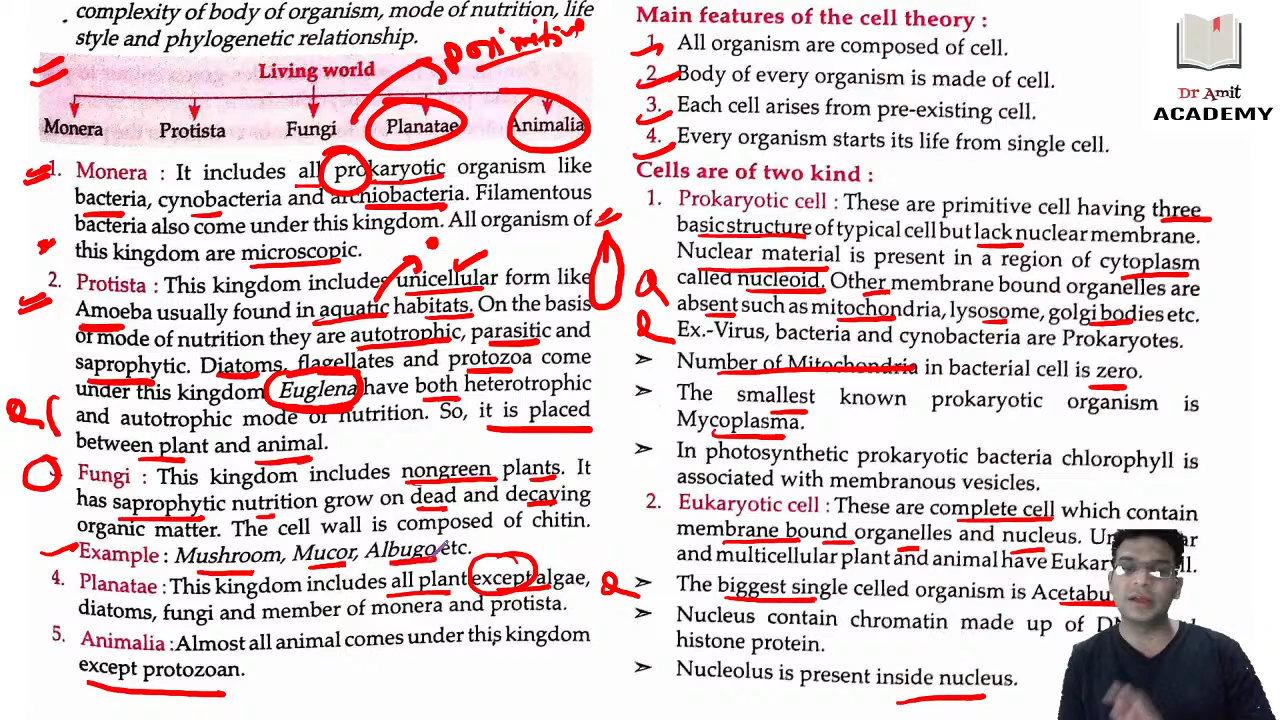 complexity of body of organism, mode of nutrition, life
style and phylogenetic relationship.
Living world
Monera Protista Fungi Planatae Animalia
1. Monera : It includes all prokaryotic organism like
bacteria, cynobacteria and archiobacteria. Filamentous
bacteria also come under this kingdom. All organism of
this kingdom are microscopic.
2. Protista : This kingdom includes unicellular form like
Amoeba usually found in aquatic habitats. On the basis
of mode of nutrition they are autotrophic, parasitic and
saprophytic. Diatoms, flagellates and protozoa come
under this kingdom Euglena have both heterotrophic
and autotrophic mode of nutrition. So, it is placed
between plant and animal.
Fungi : This kingdom includes nongreen plants. It
has saprophytic nutrition grow on dead and decaying
organic matter. The cell wall is composed of chitin.
Example : Mushroom, Mucor, Albugo etc.
4. Planatae : This kingdom includes all plant except algae,
diatoms, fungi and member of monera and protista.
5. Animalia : Almost all animal comes under this kingdom
except protozoan.
Main features of the cell theory :
1. All organism are composed of cell.
2. Body of every organism is made of cell.
3. Each cell arises from pre-existing cell.
4. Every organism starts its life from single cell.
Cells are of two kind :
1. Prokaryotic cell : These are primitive cell having three
basic structure of typical cell but lack nuclear membrane.
Nuclear material is present in a region of cytoplasm
called nucleoid. Other membrane bound organelles are
absent such as mitochondria, lysosome, golgi bodies etc.
Ex.-Virus, bacteria and cynobacteria are Prokaryotes.
➤ Number of Mitochondria in bacterial cell is zero.
➤ The smallest known prokaryotic organism is
Mycoplasma.
➤ In photosynthetic prokaryotic bacteria chlorophyll is
associated with membranous vesicles.
2. Eukaryotic cell : These are complete cell which contain
membrane bound organelles and nucleus.
and multicellular plant and animal have cell.
➤ The biggest single celled organism is
➤ Nucleus contain chromatin made up of
histone protein.
➤ Nucleolus is present inside nucleus.
Dr Amit
ACADEMY